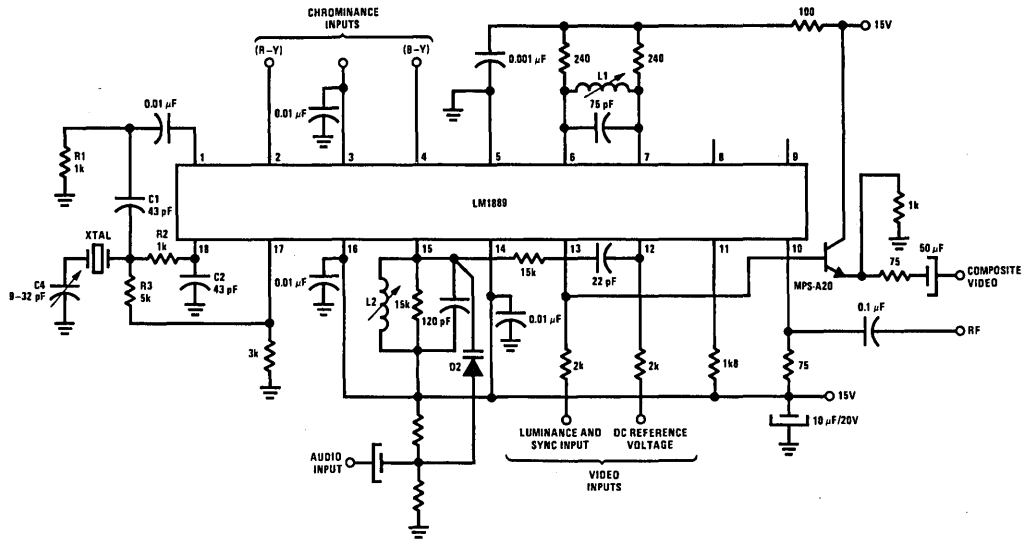 CHROMINANCE
INPUTS
(R–Y)
(B–Y)
100
15V
0.001 µF
240
240
L1
75 pF
0.01 µF
0.01 µF
R1
1k
C1
43 pF
1
2
3
4
5
6
7
8
9
LM1889
18
17
16
15
14
13
12
11
10
XTAL
R2
1k
C4
9–32 pF
R3
5k
C2
43 pF
3k
0.01 µF
L2
15k
120 pF
D2
0.01 µF
15k
22 pF
2k
2k
1k8
75
MPS-A20
1k
75
50 µF
COMPOSITE
VIDEO
0.1 µF
RF
15V
10 µF/20V
AUDIO
INPUT
LUMINANCE AND
SYNC INPUT
DC REFERENCE
VOLTAGE
VIDEO
INPUTS